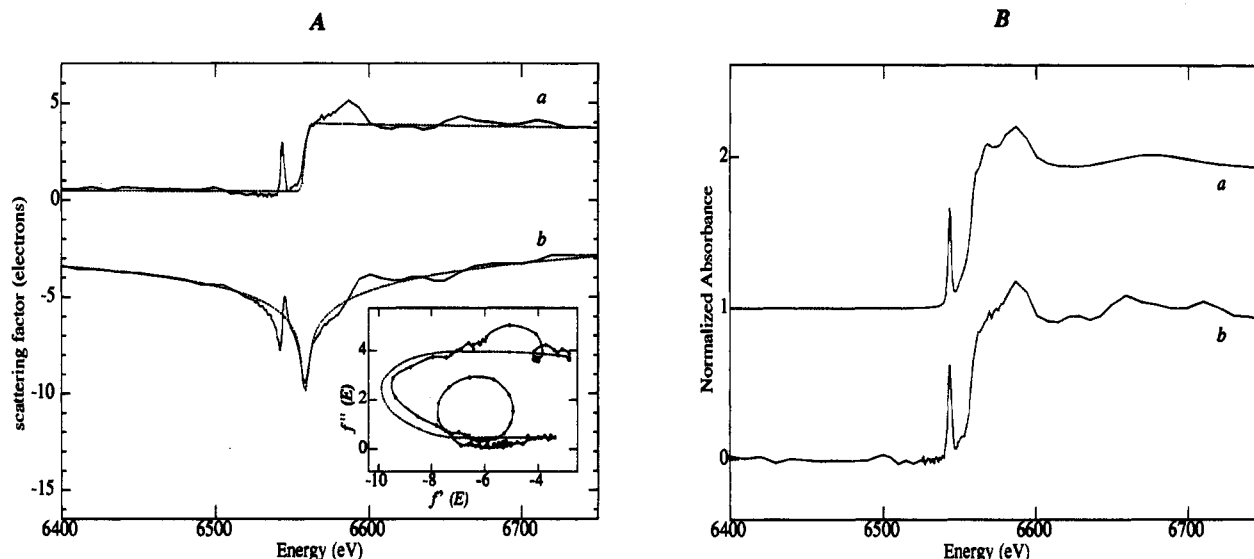 A
B
scattering factor (electrons)
5
0
-5
-10
-15
a
b
f'' (E)
4
2
0
-10
-8
-6
-4
f' (E)
6400
6500
6600
6700
Energy (eV)
Normalized Absorbance
2
1
0
a
b
6400
6500
6600
6700
Energy (eV)